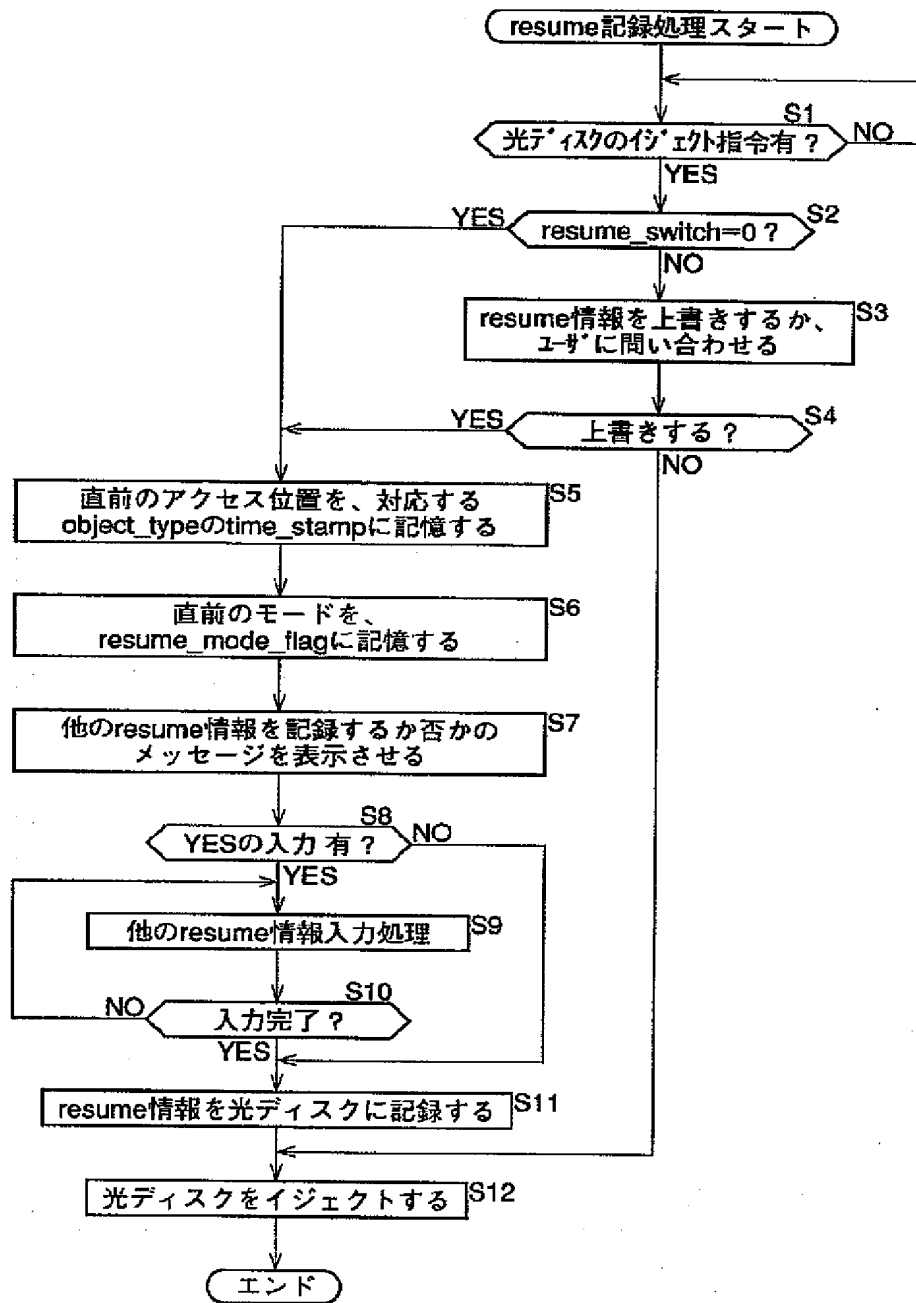 resume記録処理スタート
S1
光ディスクのイジェクト指令有？
NO
YES
S2
YES
resume_switch=0？
NO
resume情報を上書きするか、
ユーザに問い合わせる
S3
YES
S4
上書きする？
NO
直前のアクセス位置を、対応する
object_typeのtime_stampに記憶する
S5
直前のモードを、
resume_mode_flagに記憶する
S6
他のresume情報を記録するか否かの
メッセージを表示させる
S7
S8
YESの入力有？
NO
YES
他のresume情報入力処理
S9
S10
NO
入力完了？
YES
resume情報を光ディスクに記録する
S11
光ディスクをイジェクトする
S12
エンド